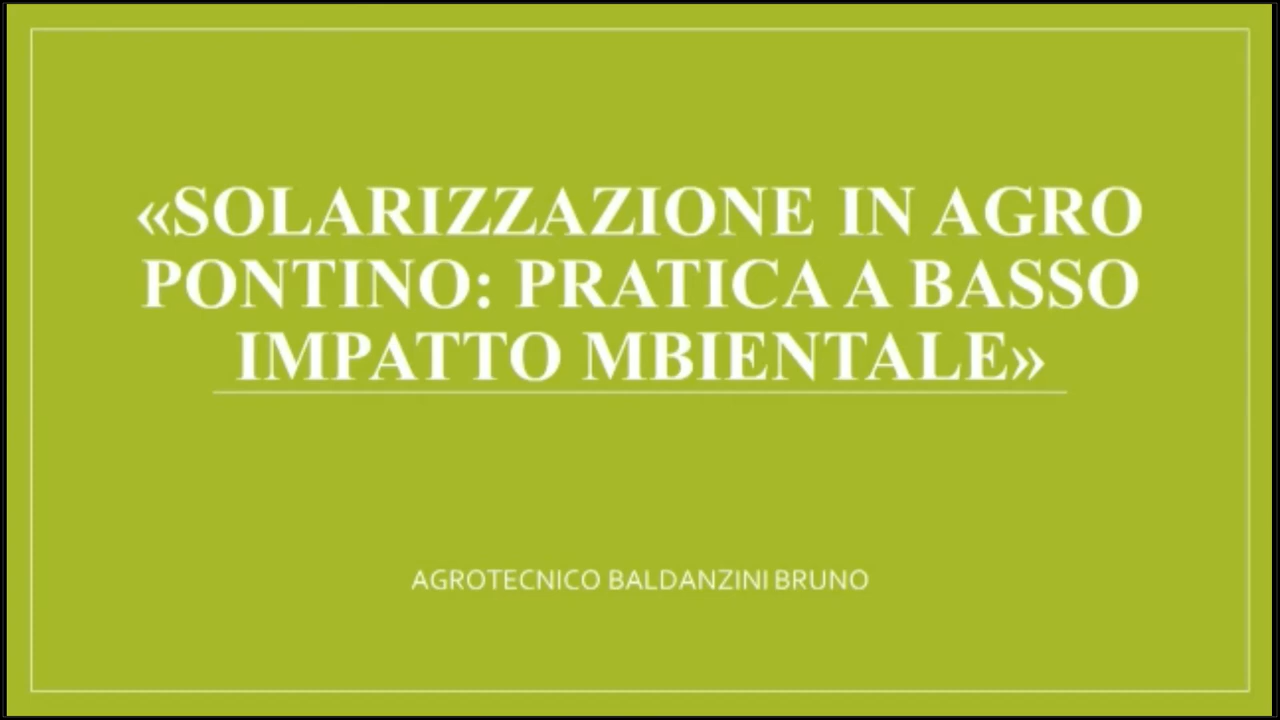 «SOLARIZZAZIONE IN AGRO
PONTINO: PRATICA A BASSO
IMPATTO MBIENTALE»
AGROTECNICO BALDANZINI BRUNO